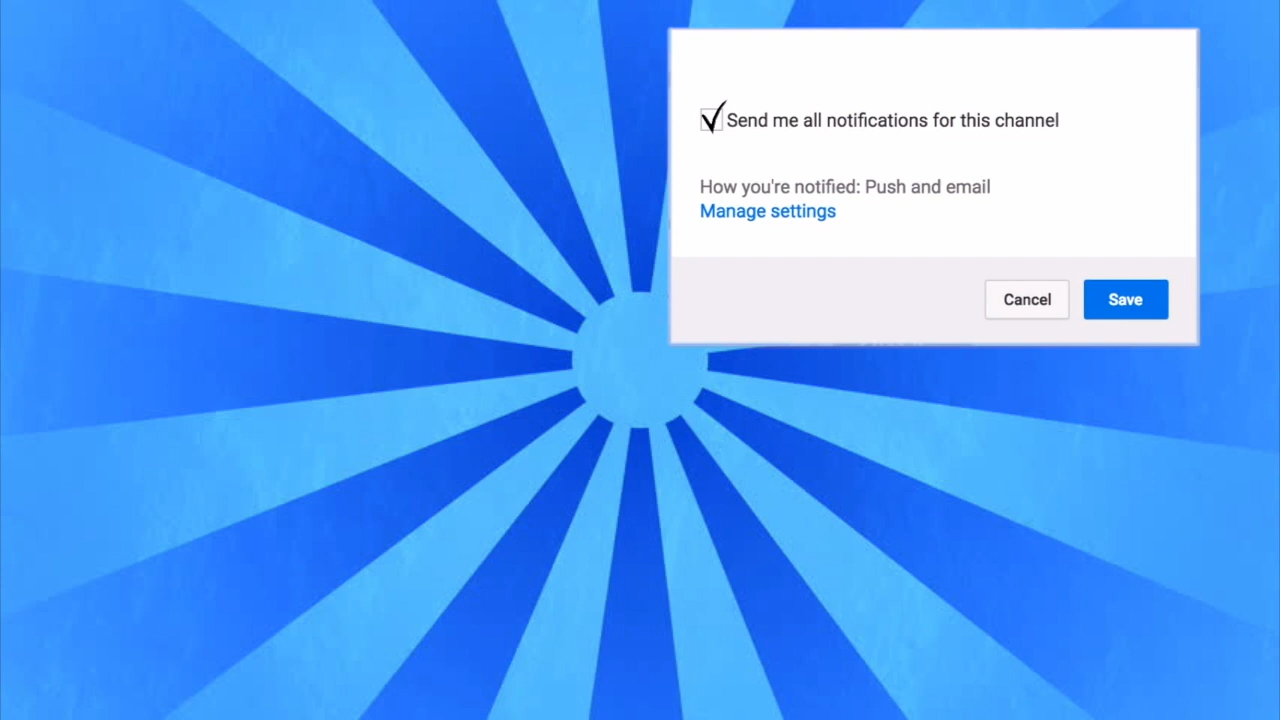 Send me all notifications for this channel
How you're notified: Push and email
Manage settings
Cancel
Save